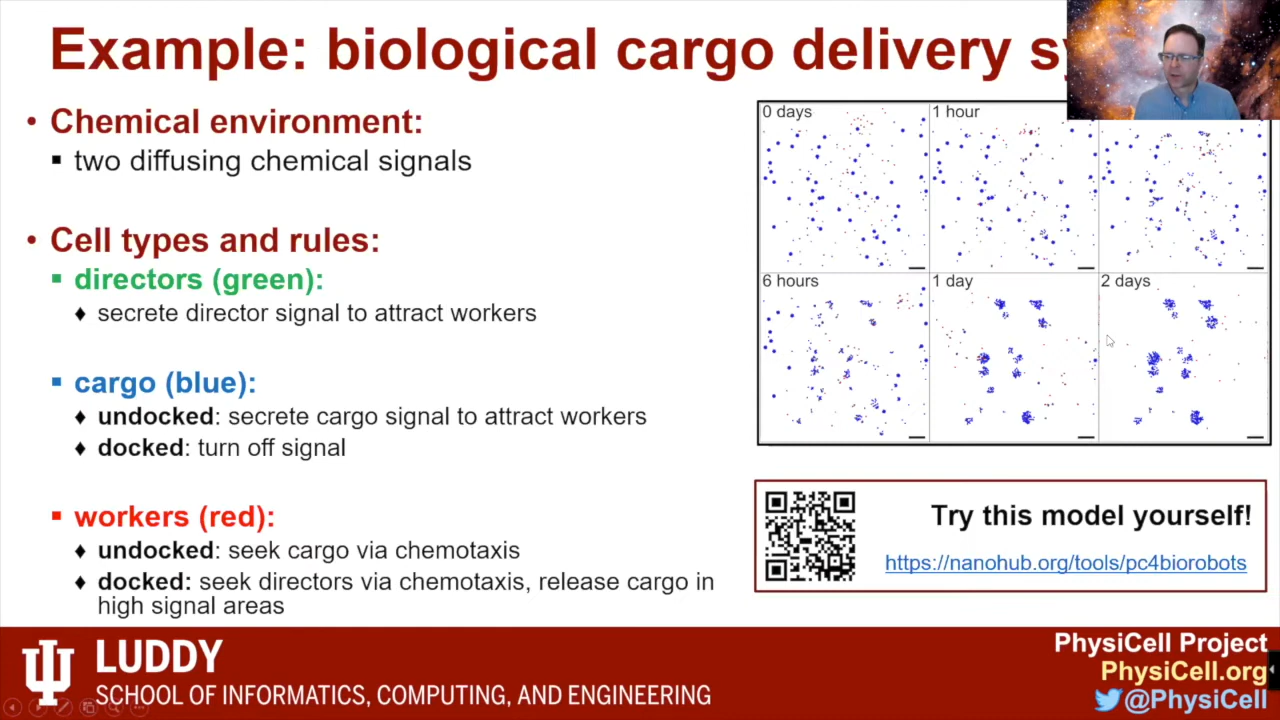 Example: biological cargo delivery
• Chemical environment:
▪ two diffusing chemical signals
• Cell types and rules:
▪ directors (green):
♦ secrete director signal to attract workers
▪ cargo (blue):
♦ undocked: secrete cargo signal to attract workers
♦ docked: turn off signal
▪ workers (red):
♦ undocked: seek cargo via chemotaxis
♦ docked: seek directors via chemotaxis, release cargo in
high signal areas
0 days
1 hour
6 hours
1 day
2 days
Try this model yourself!
https://nanohub.org/tools/pc4biorobots
LUDDY
SCHOOL OF INFORMATICS, COMPUTING, AND ENGINEERING
PhysiCell Project
PhysiCell.org
@PhysiCell